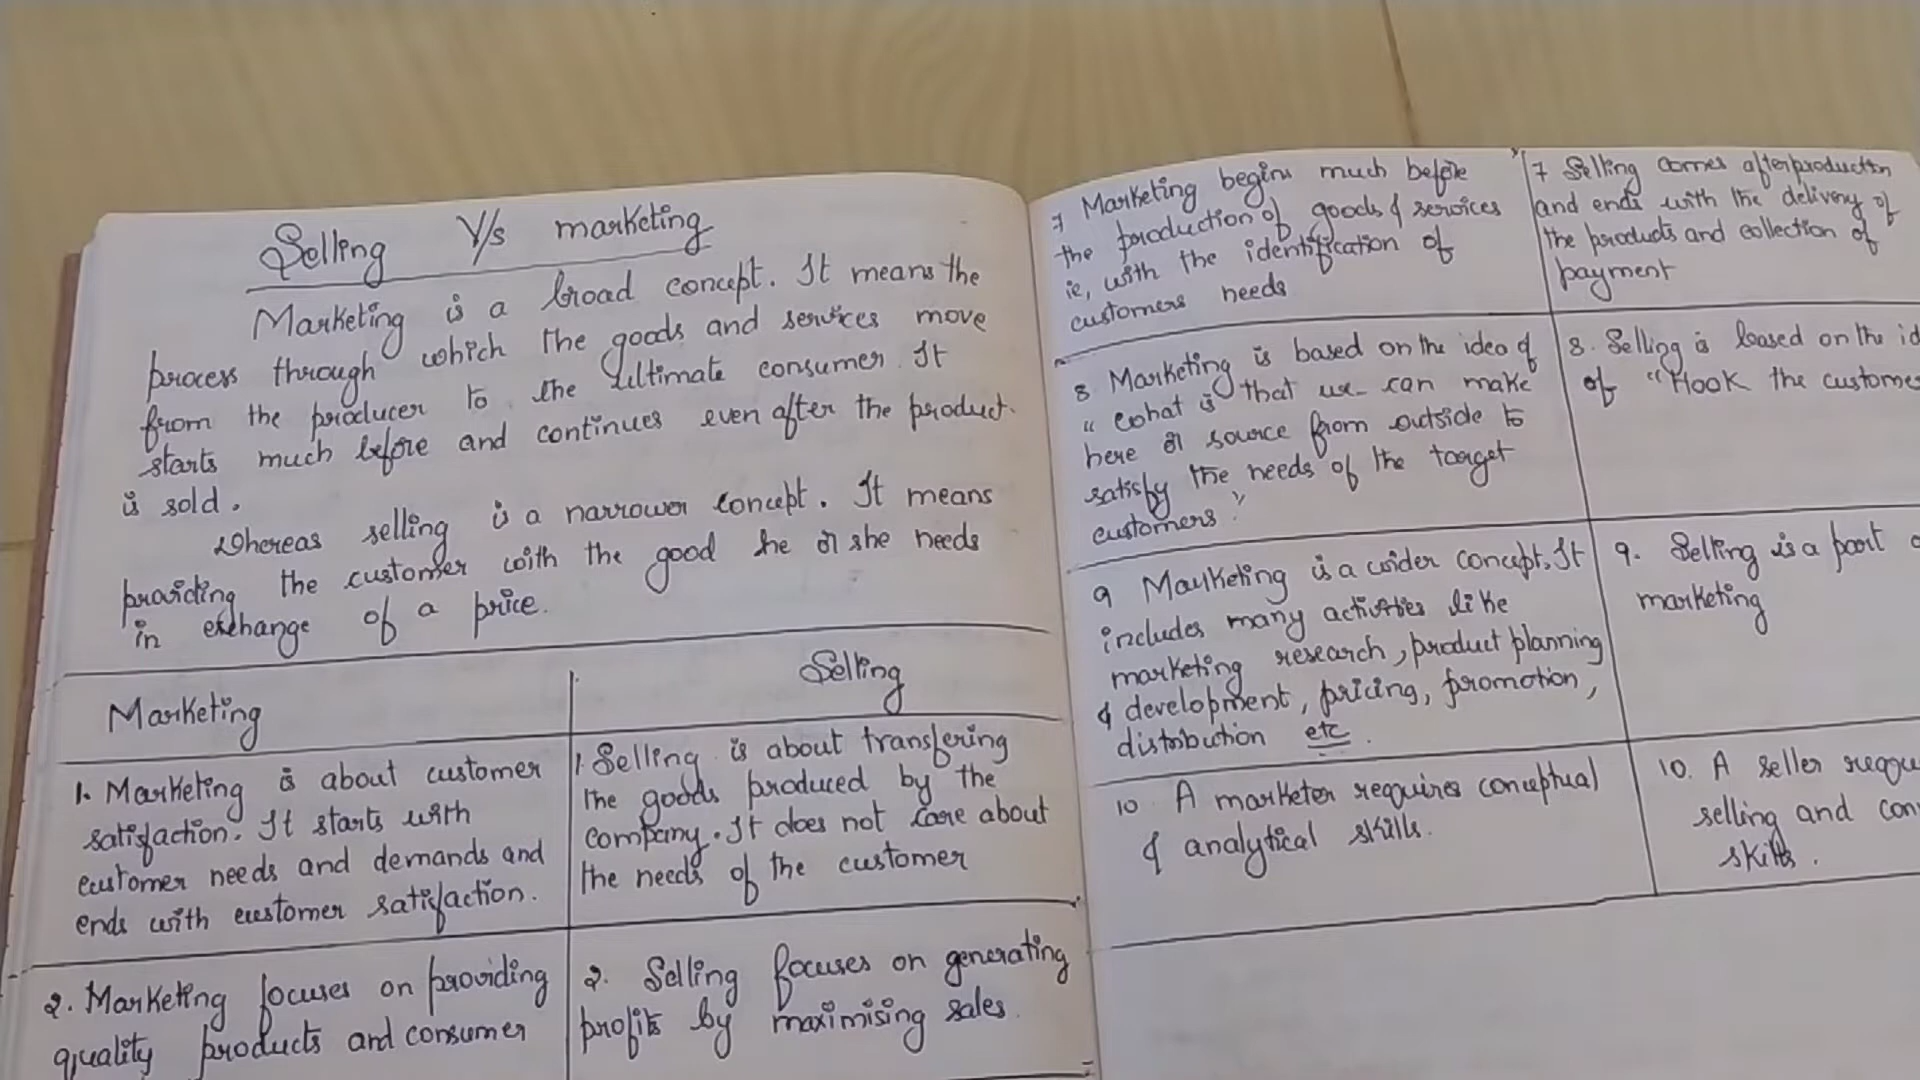 Selling V/s marketing
Marketing is a broad concept. It means the
process through which the goods and services move
from the producer to the ultimate consumer. It
starts much before and continues even after the product
is sold.
Whereas selling is a narrower concept. It means
providing the customer with the good he or she needs
in exchange of a price.
Marketing
Selling
1. Marketing is about customer
satisfaction. It starts with
customer needs and demands and
ends with customer satisfaction.
1. Selling is about transfering
the goods produced by the
company. It does not care about
the needs of the customer
2. Marketing focuses on providing
quality products and consumer
2. Selling focuses on generating
profits by maximising sales.
7 Marketing begins much before
the production of goods & services
ie, with the identification of
customers needs
7 Selling comes after production
and ends with the delivery of
the products and collection of
payment
8 Marketing is based on the idea of
"what is that we can make
here or source from outside to
satisfy the needs of the target
customers."
8. Selling is based on the
of "Hook the
9 Marketing is a wider concept. It
includes many activities like
marketing research, product planning
& development, pricing, promotion,
distribution etc.
9. Selling is a part
marketing
10 A marketer requires conceptual
& analytical skills.
10. A seller
selling and
skills.